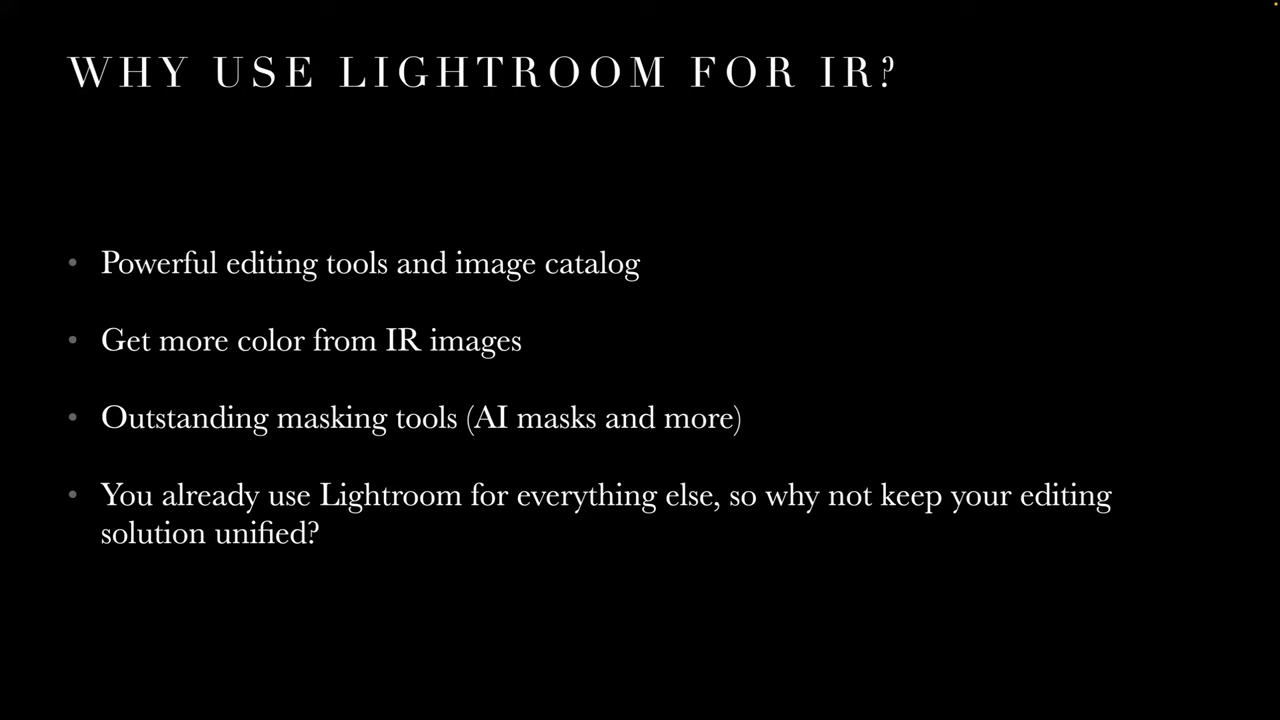 WHY USE LIGHTROOM FOR IR?
• Powerful editing tools and image catalog
• Get more color from IR images
• Outstanding masking tools (AI masks and more)
• You already use Lightroom for everything else, so why not keep your editing
solution unified?